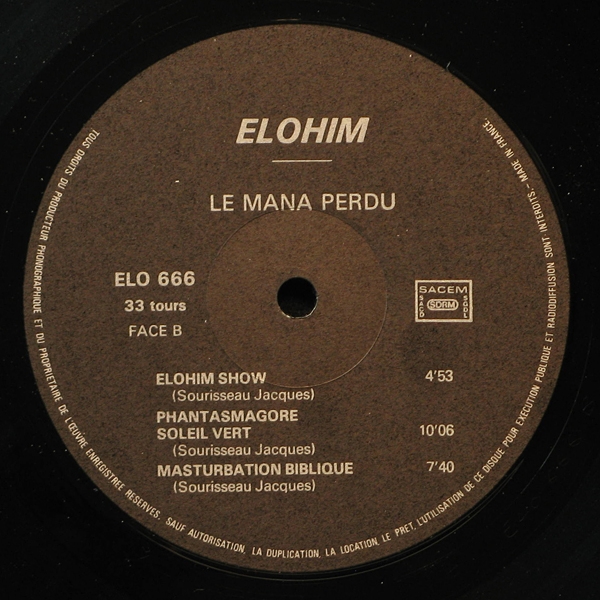 ELOHIM
LE MANA PERDU
ELO 666
33 tours
FACE B
SACEM
SACD
SDRM
SGDL
ELOHIM SHOW 4'53
(Sourisseau Jacques)
PHANTASMAGORE
SOLEIL VERT 10'06
(Sourisseau Jacques)
MASTURBATION BIBLIQUE 7'40
(Sourisseau Jacques)
TOUS DROITS DU PRODUCTEUR PHONOGRAPHIQUE ET DU PROPRIETAIRE DE L'ŒUVRE ENREGISTREE RESERVES. SAUF AUTORISATION, LA DUPLICATION, LA LOCATION, LE PRET, L'UTILISATION DE CE DISQUE POUR EXECUTION PUBLIQUE ET RADIODIFFUSION SONT INTERDITS. - MADE IN FRANCE.